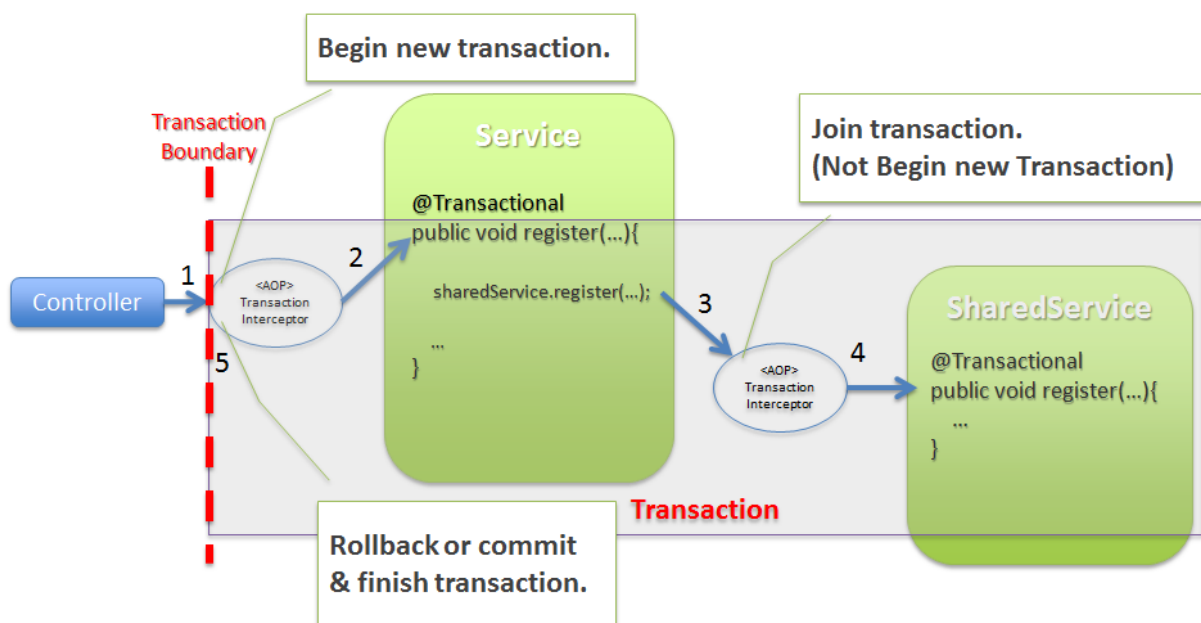 Begin new transaction.
Transaction
Boundary
Service
Join transaction.
(Not Begin new Transaction)
@Transactional
public void register(...){
sharedService.register(...);
...
}
1
2
Controller
<AOP>
Transaction
Interceptor
3
5
<AOP>
Transaction
Interceptor
4
SharedService
@Transactional
public void register(...){
...
}
Transaction
Rollback or commit
& finish transaction.